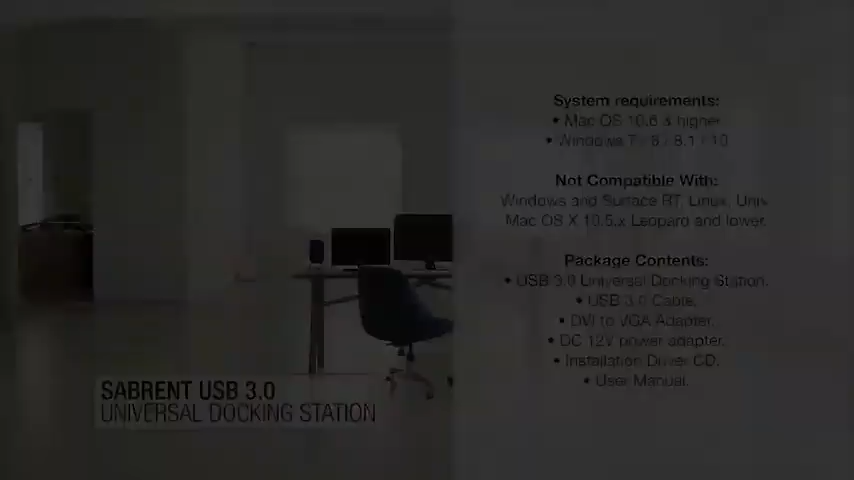 System requirements:
• Mac OS 10.6 & higher
• Windows 7 / 8 / 8.1 / 10
Not Compatible With:
Windows and Surface RT, Linux, Unix
Mac OS X 10.5.x Leopard and lower.
Package Contents:
• USB 3.0 Universal Docking Station.
• USB 3.0 Cable.
• DVI to VGA Adapter.
• DC 12V power adapter.
• Installation Driver CD.
• User Manual.
SABRENT USB 3.0
UNIVERSAL DOCKING STATION